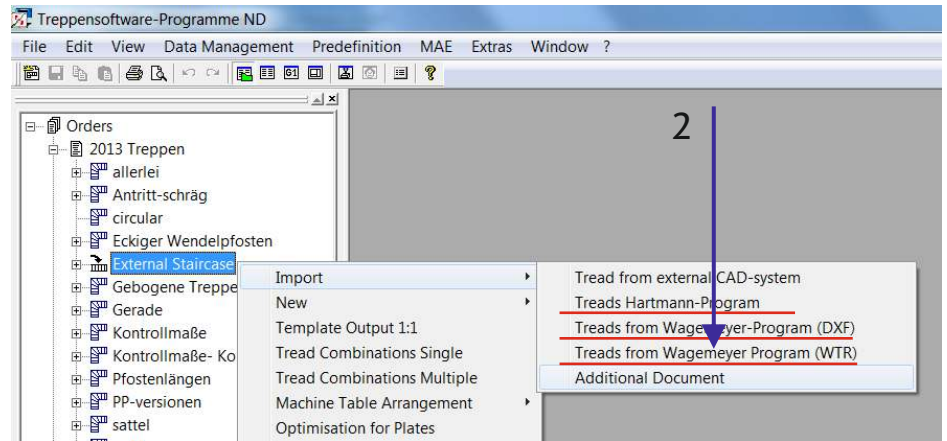 Treppensoftware-Programme ND
File Edit View Data Management Predefinition MAE Extras Window ?
Orders
2013 Treppen
allerlei
Antritt-schräg
circular
Eckiger Wendelpfosten
External Staircase
Gebogene Treppe
Gerade
Kontrollmaße
Kontrollmaße- Ko
Pfostenlängen
PP-versionen
sattel
Import
New
Template Output 1:1
Tread Combinations Single
Tread Combinations Multiple
Machine Table Arrangement
Optimisation for Plates
2
Tread from external CAD-system
Treads Hartmann-Program
Treads from Wagemeyer-Program (DXF)
Treads from Wagemeyer Program (WTR)
Additional Document